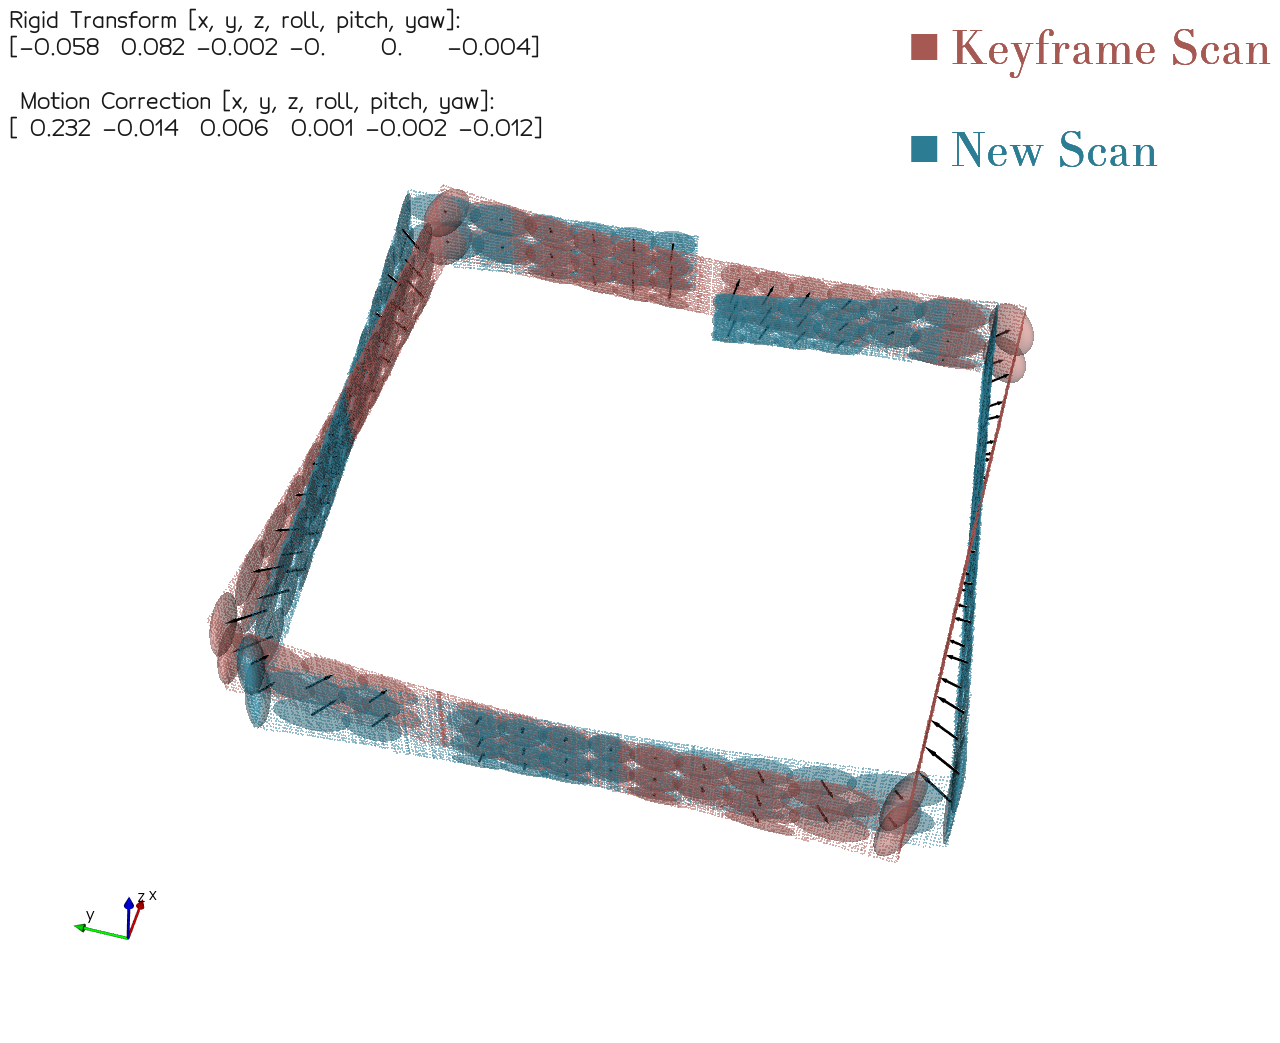 Rigid Transform [x, y, z, roll, pitch, yaw]:
[-0.058 0.082 -0.002 -0. 0. -0.004]
Motion Correction [x, y, z, roll, pitch, yaw]:
[ 0.232 -0.014 0.006 0.001 -0.002 -0.012]
Keyframe Scan
New Scan
z x
y